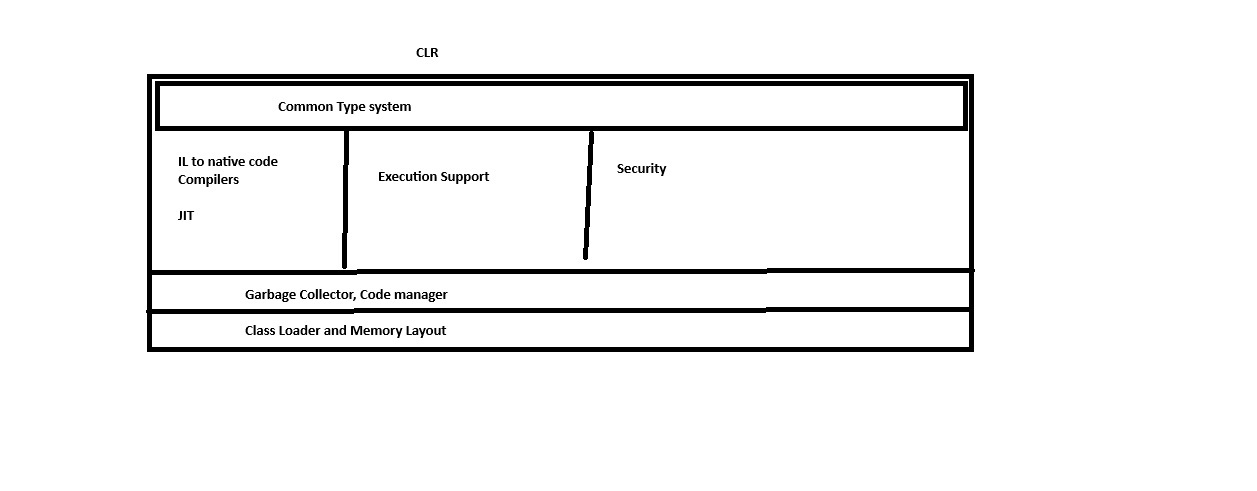 CLR
Common Type system
IL to native code
Compilers
JIT
Execution Support
Security
Garbage Collector, Code manager
Class Loader and Memory Layout